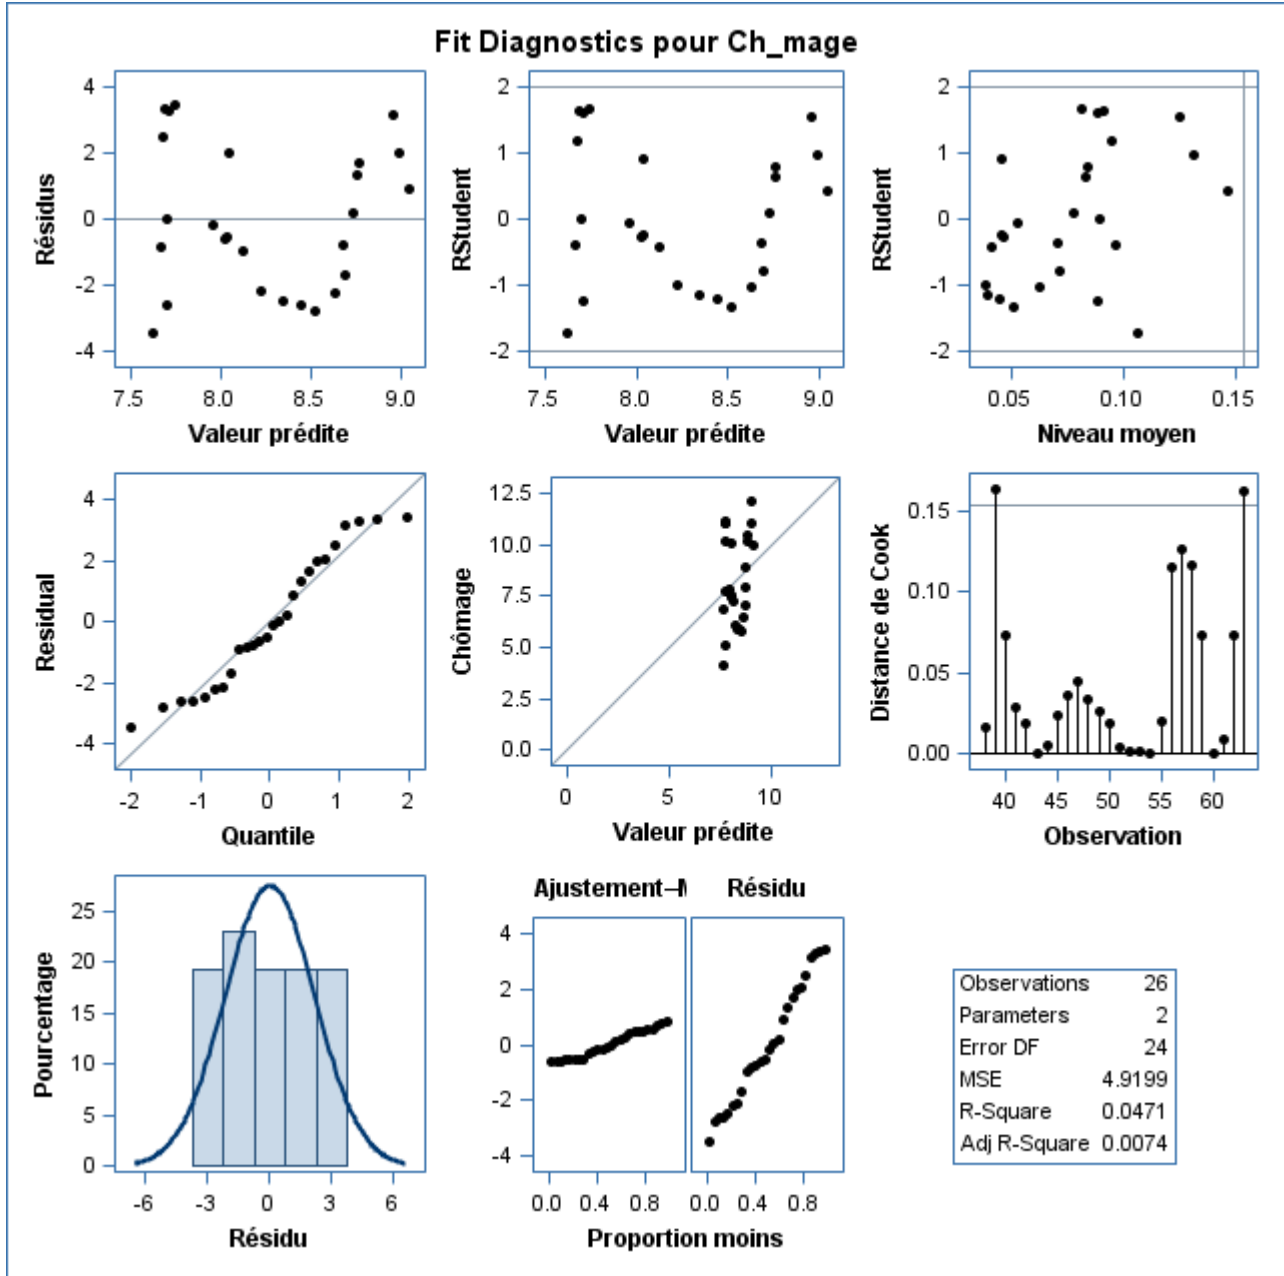 Fit Diagnostics pour Ch_mage
4
2
0
-2
-4
Résidus
7.5 8.0 8.5 9.0
Valeur prédite
2
1
0
-1
-2
RStudent
7.5 8.0 8.5 9.0
Valeur prédite
2
1
0
-1
-2
RStudent
0.05 0.10 0.15
Niveau moyen
4
2
0
-2
-4
Residual
-2 -1 0 1 2
Quantile
12.5
10.0
7.5
5.0
2.5
0.0
Chômage
0 5 10
Valeur prédite
0.15
0.10
0.05
0.00
Distance de Cook
40 45 50 55 60
Observation
25
20
15
10
5
0
Pourcentage
-6 -3 0 3 6
Résidu
Ajustement–M Résidu
4
2
0
-2
-4
0.0 0.4 0.8 0.0 0.4 0.8
Proportion moins
Observations 26
Parameters 2
Error DF 24
MSE 4.9199
R-Square 0.0471
Adj R-Square 0.0074